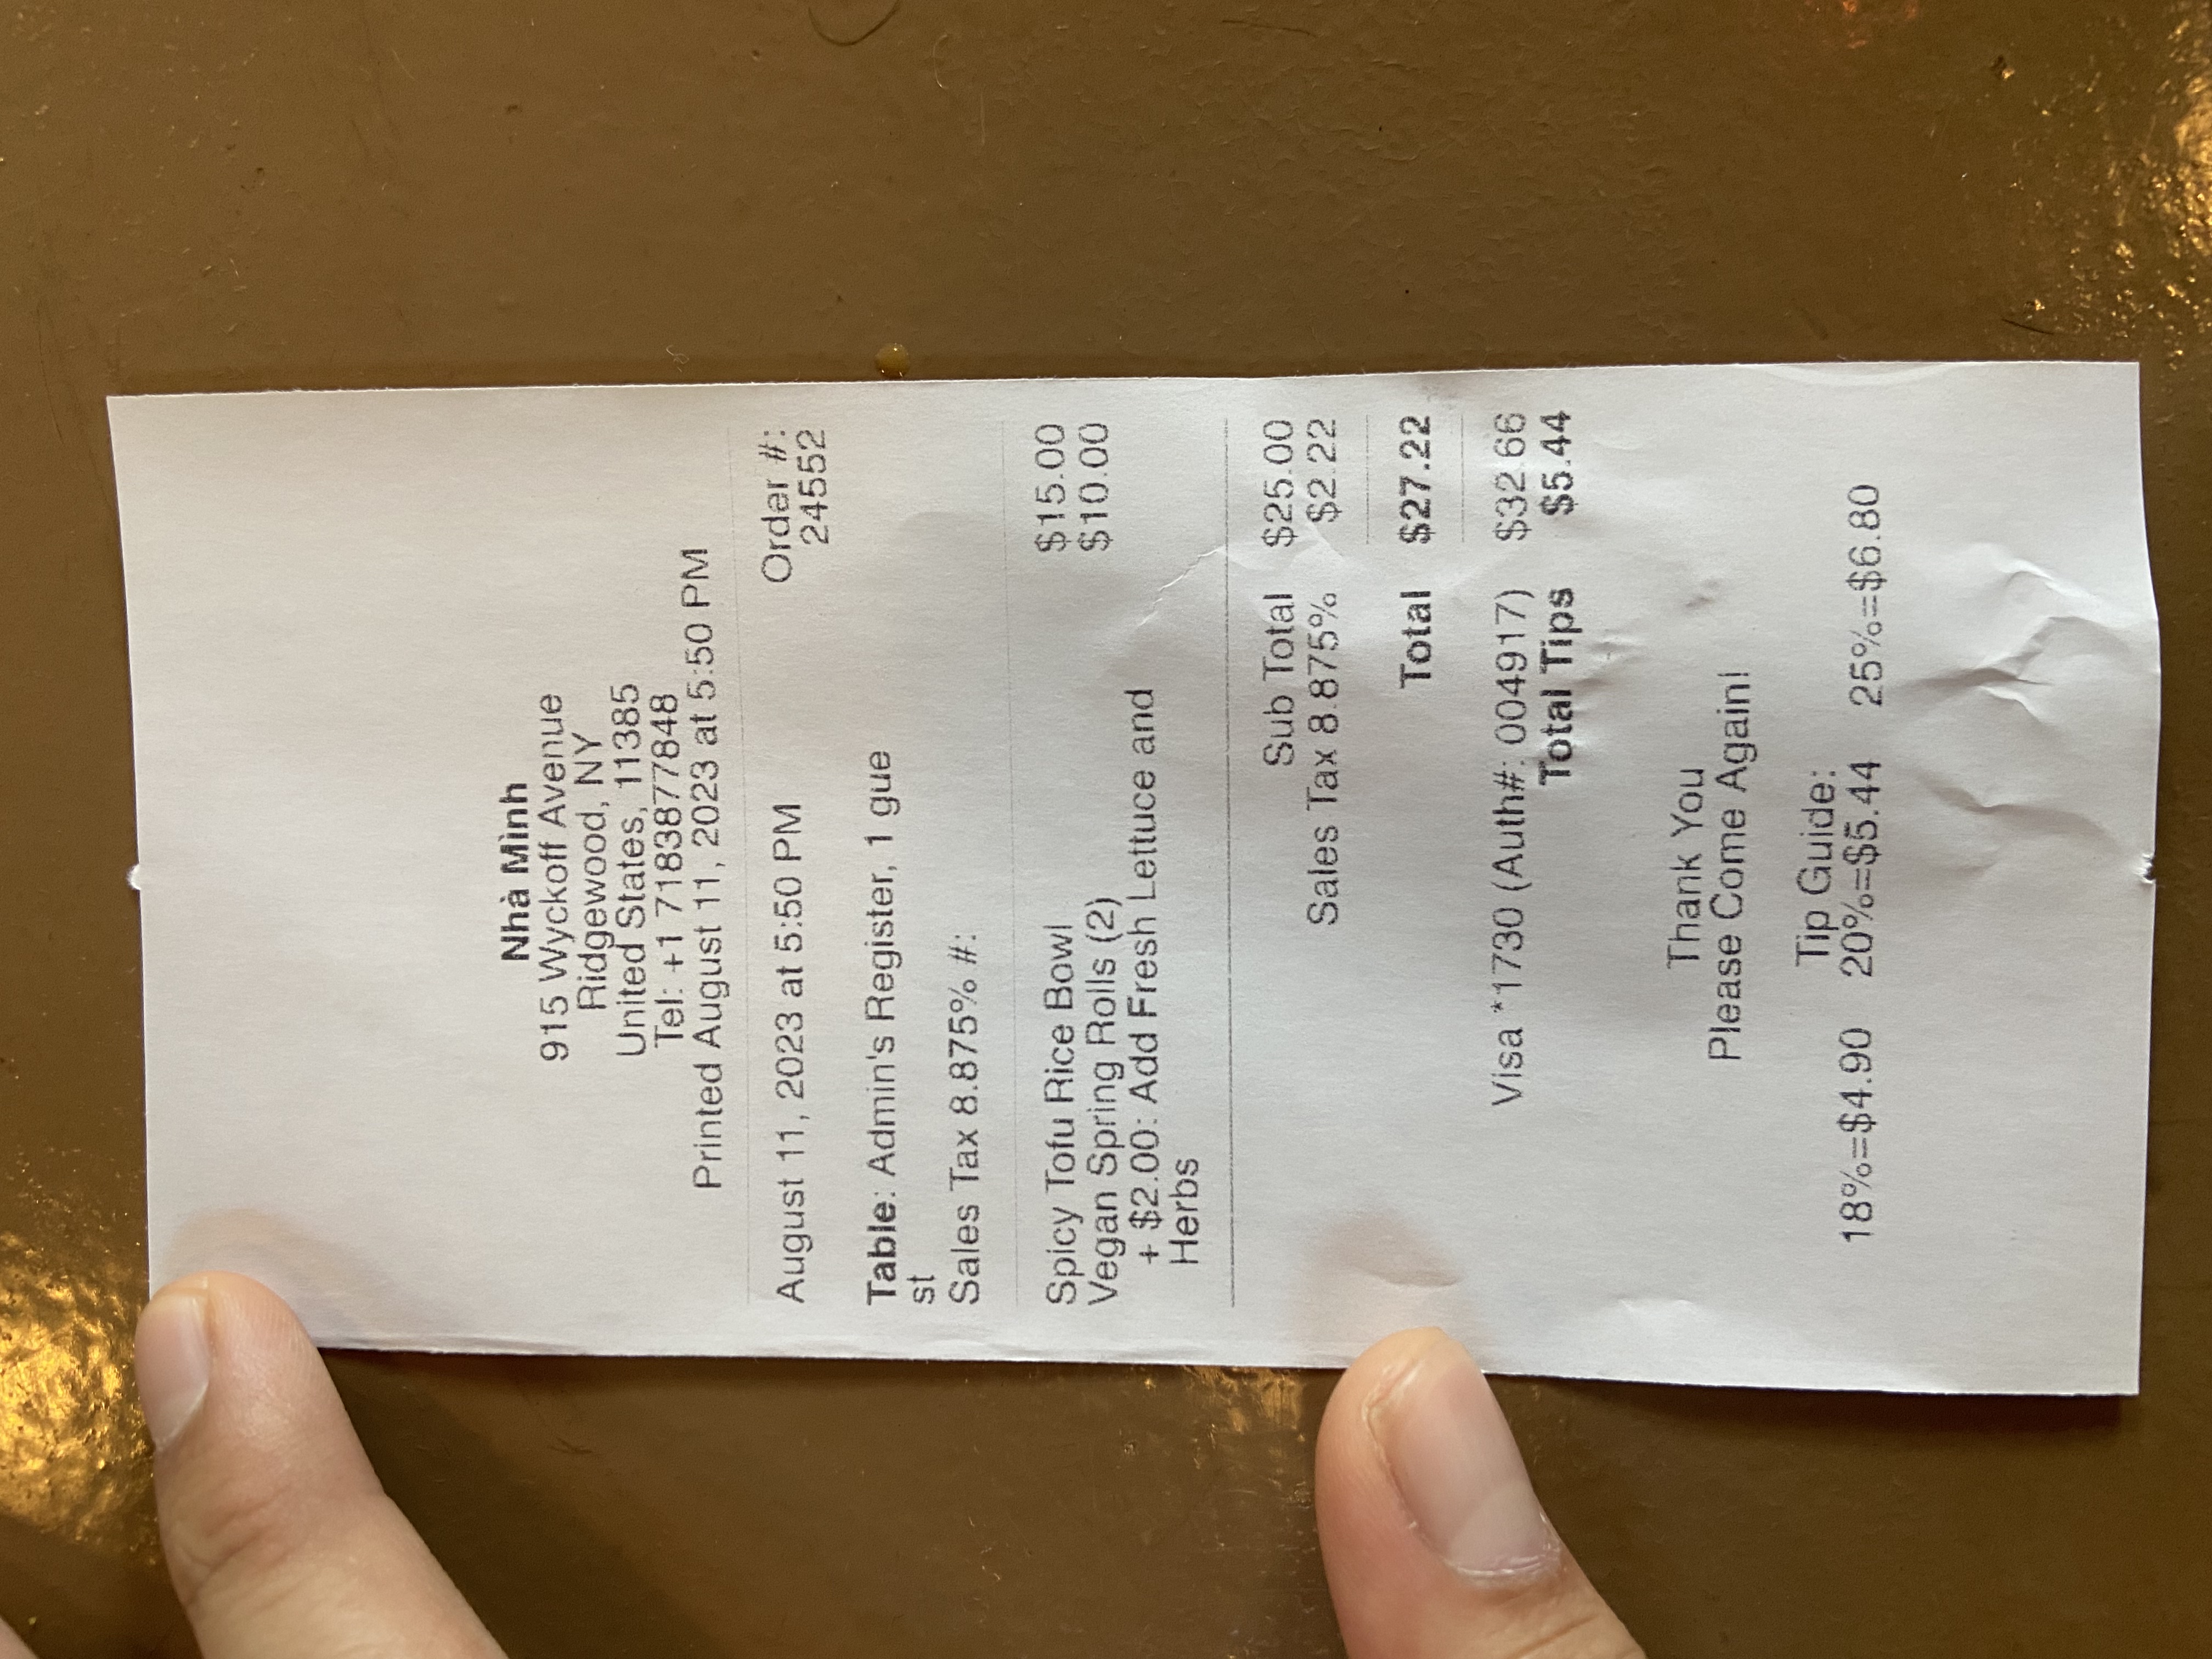 Nhà Mình
915 Wyckoff Avenue
Ridgewood, NY
United States, 11385
Tel: +1 7183877848
Printed August 11, 2023 at 5:50 PM
August 11, 2023 at 5:50 PM
Order #:
24552
Table: Admin's Register, 1 gue
st
Sales Tax 8.875% #:
Spicy Tofu Rice Bowl $15.00
Vegan Spring Rolls (2) $10.00
+ $2.00: Add Fresh Lettuce and
Herbs
Sub Total $25.00
Sales Tax 8.875% $2.22
Total $27.22
Visa *1730 (Auth#: 004917) $32.66
Total Tips $5.44
Thank You
Please Come Again!
Tip Guide:
18%=$4.90 20%=$5.44 25%=$6.80